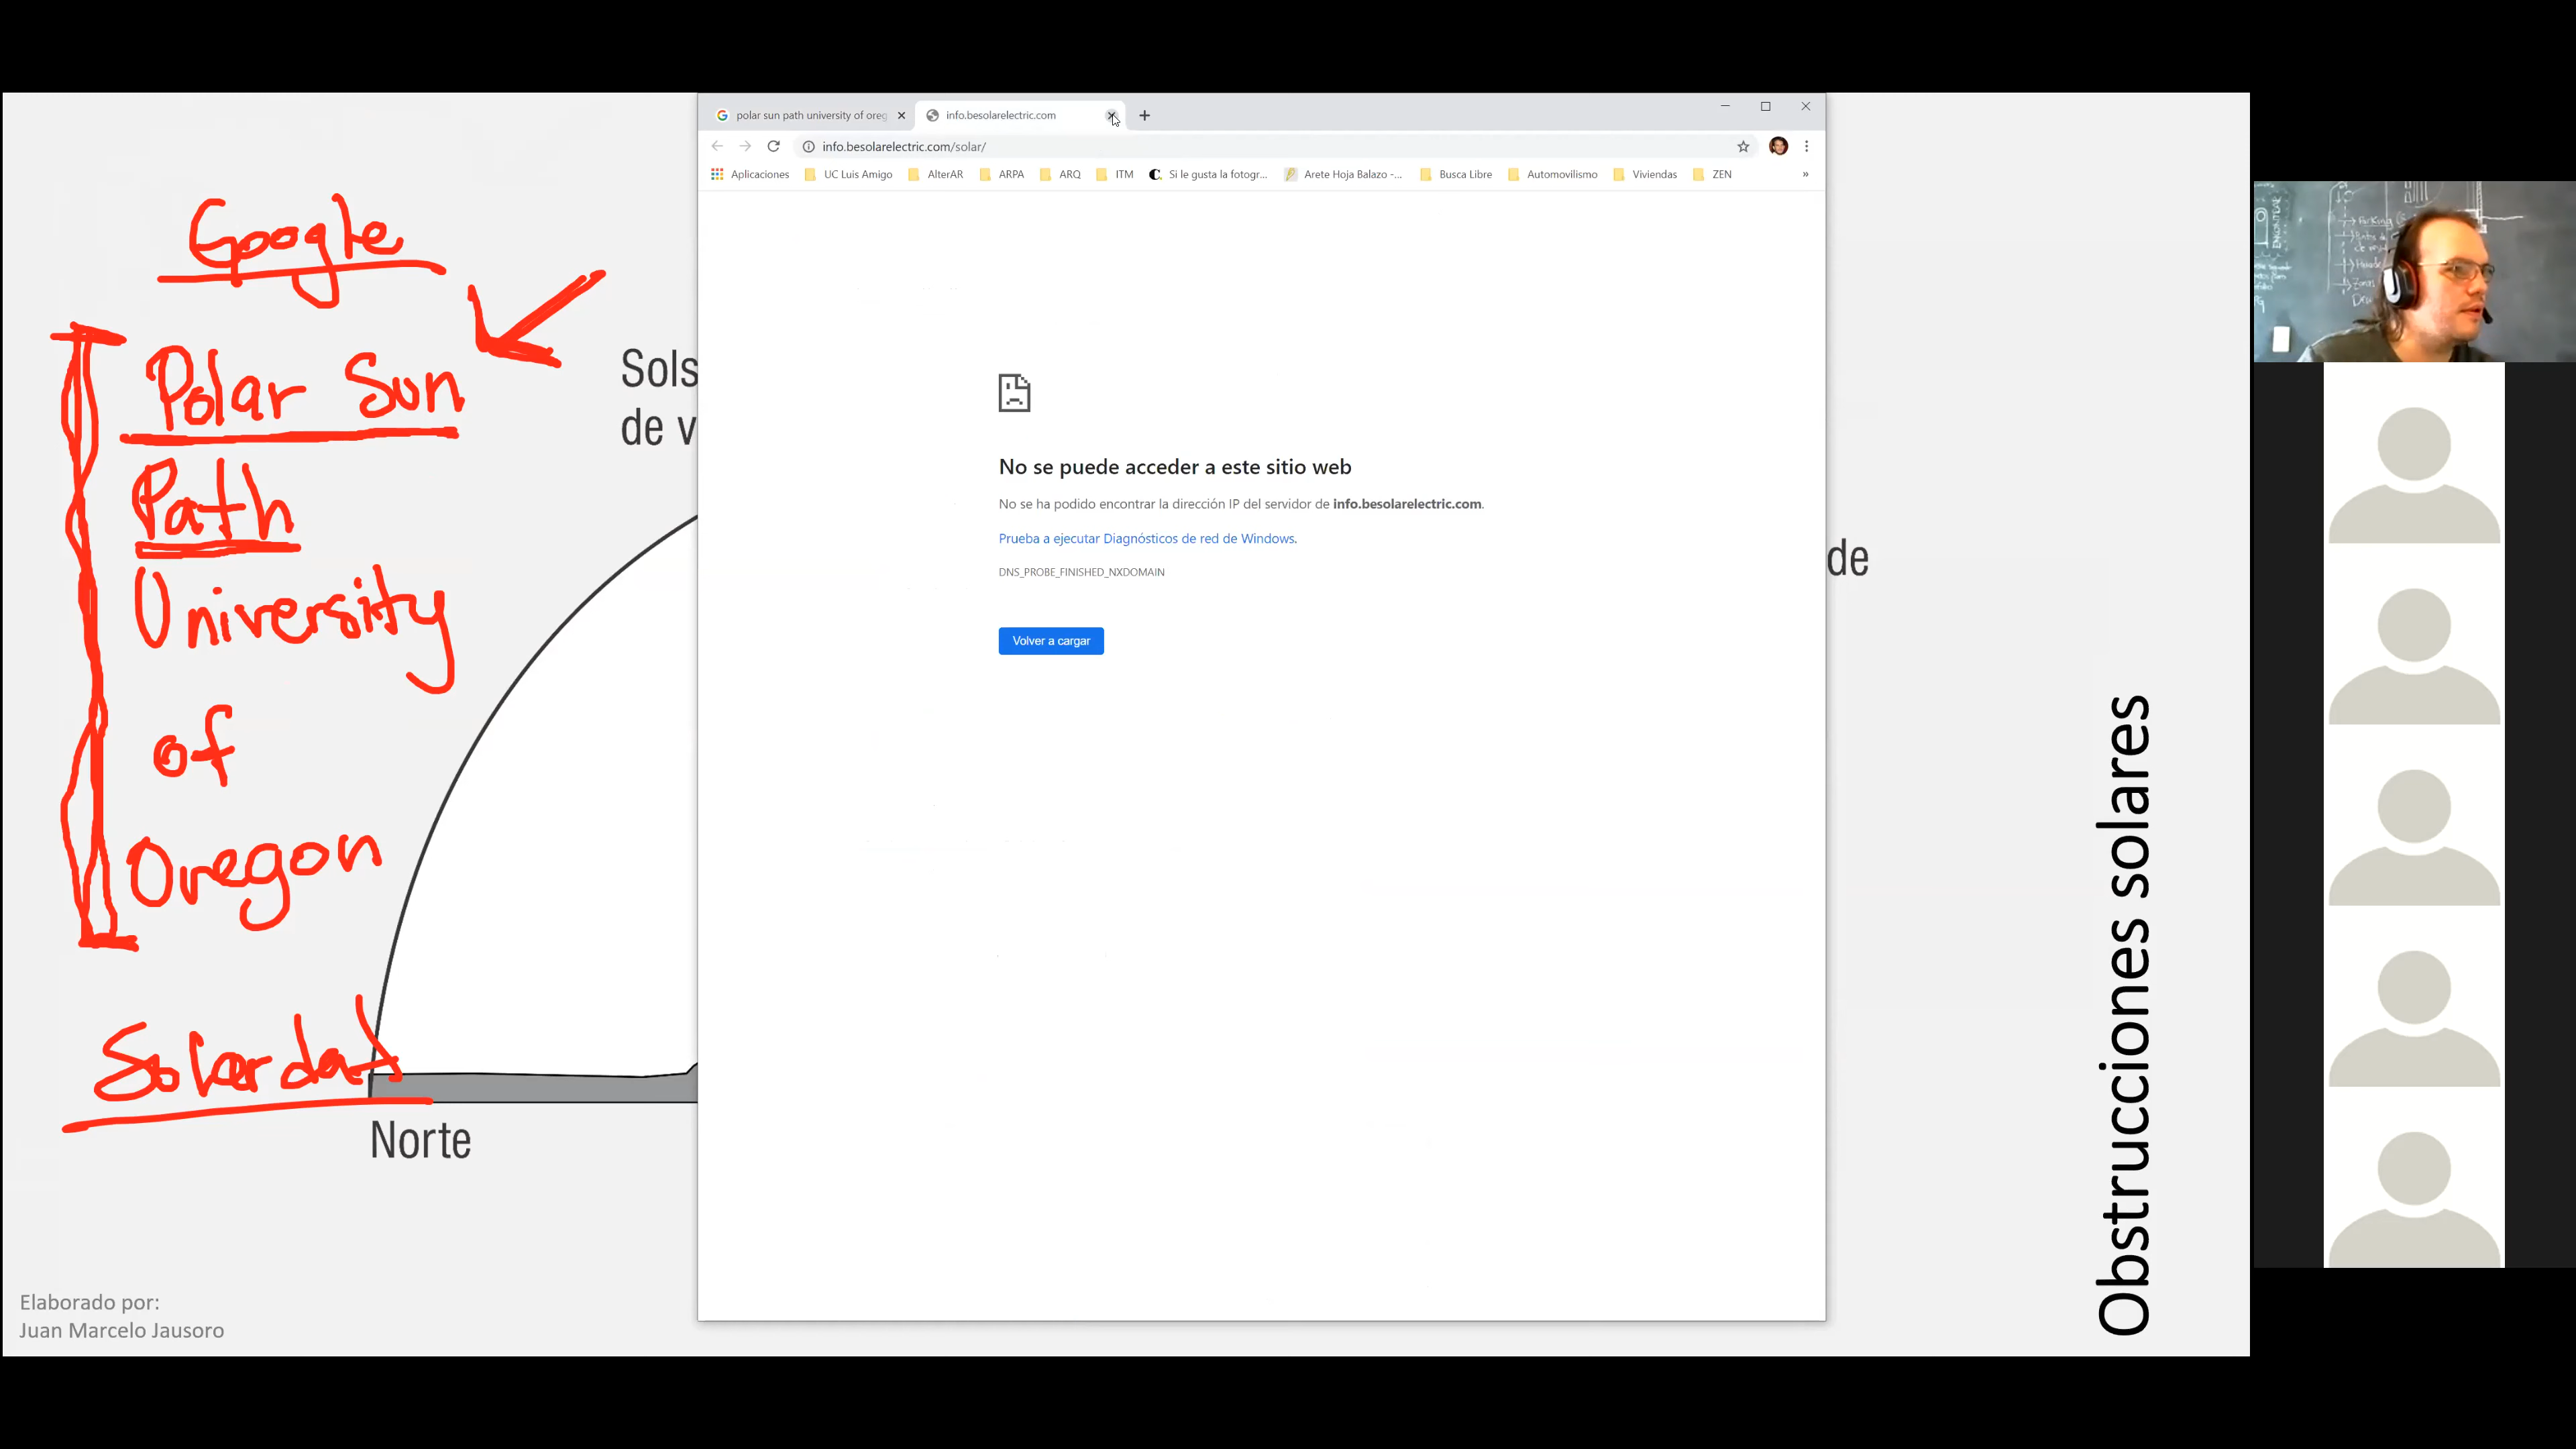 Google
Polar Sun
Path
University
of
Oregon
Solardat
Sols
de v
Norte
Elaborado por:
Juan Marcelo Jausoro
polar sun path university of oreg
info.besolarelectric.com
info.besolarelectric.com/solar/
Aplicaciones UC Luis Amigo AlterAR ARPA ARQ ITM Si le gusta la fotogr... Arete Hoja Balazo -... Busca Libre Automovilismo Viviendas ZEN »
No se puede acceder a este sitio web
No se ha podido encontrar la dirección IP del servidor de info.besolarelectric.com.
Prueba a ejecutar Diagnósticos de red de Windows.
DNS_PROBE_FINISHED_NXDOMAIN
Volver a cargar
de
Obstrucciones solares
Parking